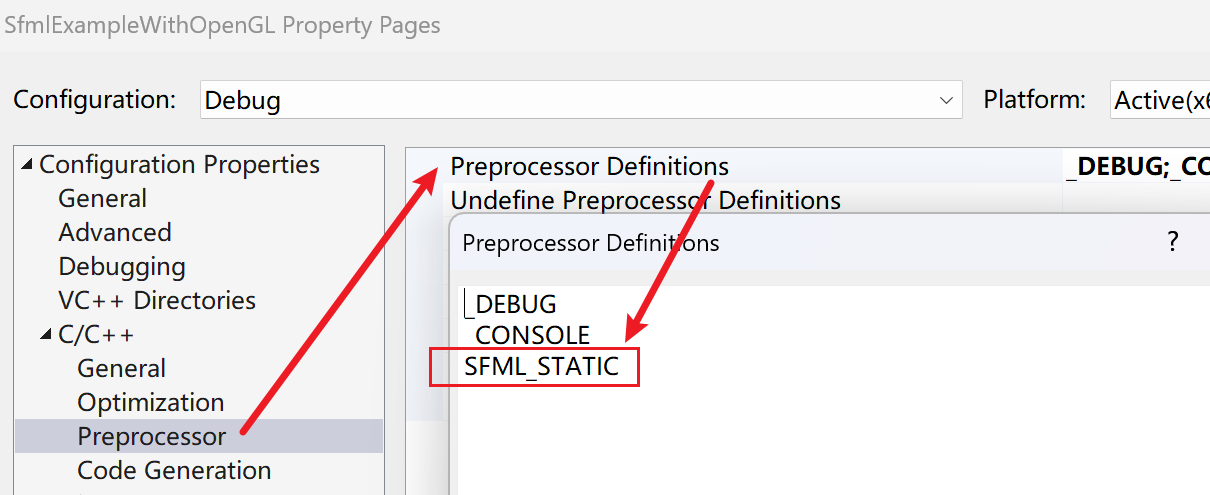 SfmlExampleWithOpenGL Property Pages
Configuration: Debug Platform: Active(x6
Configuration Properties
General
Advanced
Debugging
VC++ Directories
C/C++
General
Optimization
Preprocessor
Code Generation
Preprocessor Definitions _DEBUG;_CO
Undefine Preprocessor Definitions
Preprocessor Definitions ?
_DEBUG
_CONSOLE
SFML_STATIC